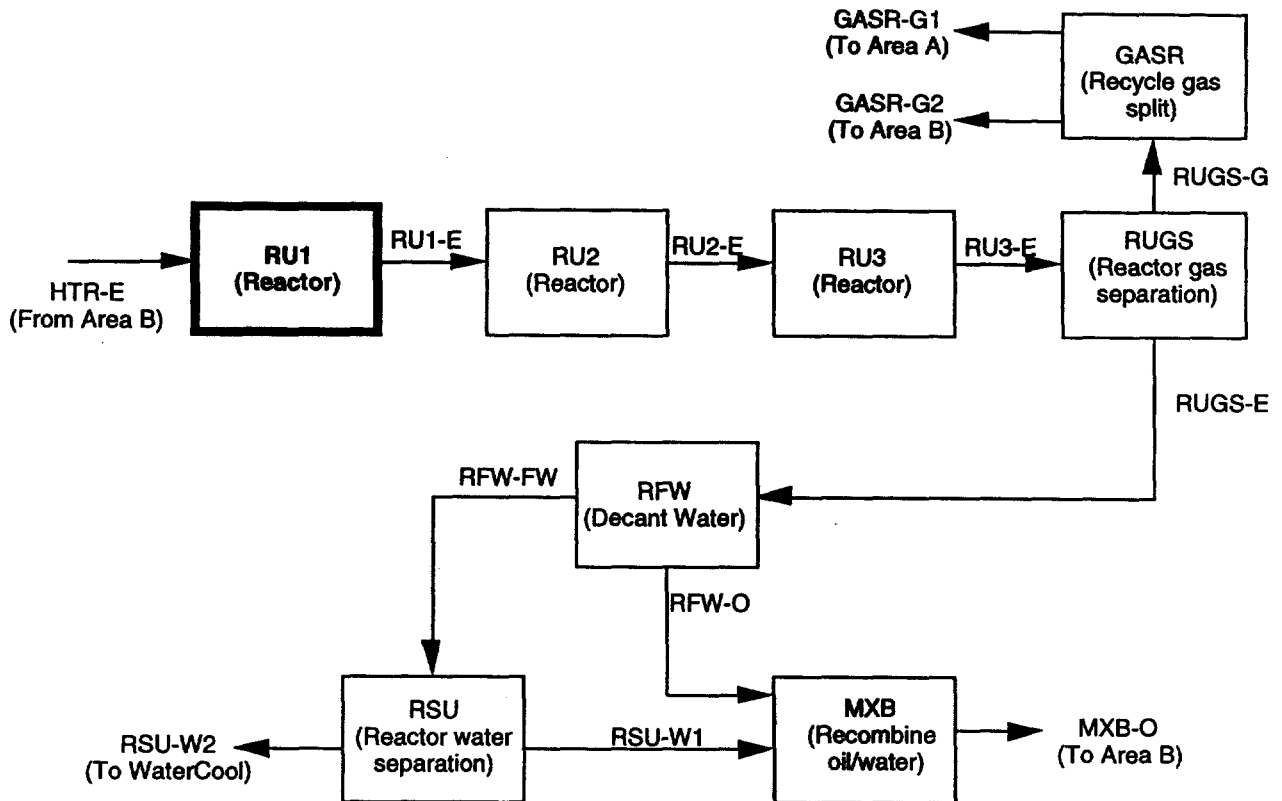 GASR-G1
(To Area A)
GASR
(Recycle gas
split)
GASR-G2
(To Area B)
RUGS-G
RU1
(Reactor)
RU1-E
RU2
(Reactor)
RU2-E
RU3
(Reactor)
RU3-E
RUGS
(Reactor gas
separation)
HTR-E
(From Area B)
RUGS-E
RFW-FW
RFW
(Decant Water)
RFW-O
RSU
(Reactor water
separation)
RSU-W1
MXB
(Recombine
oil/water)
RSU-W2
(To WaterCool)
MXB-O
(To Area B)